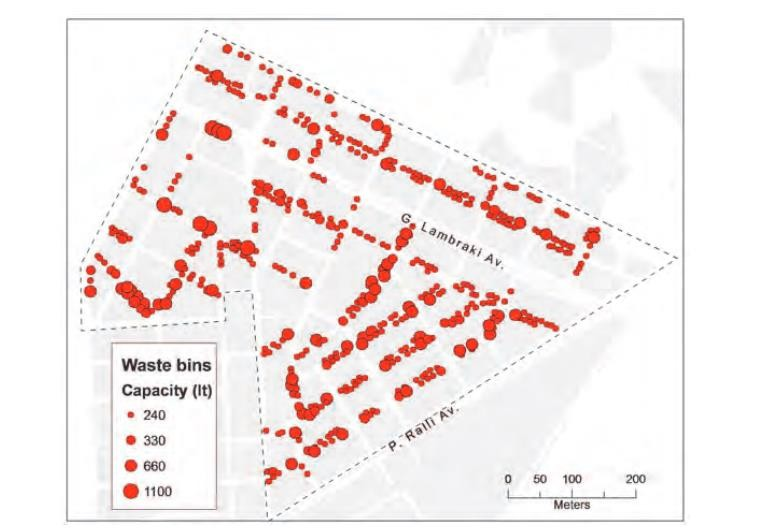 G. Lambraki Av.
P. Ralli Av.
Waste bins
Capacity (lt)
240
330
660
1100
0 50 100 200
Meters